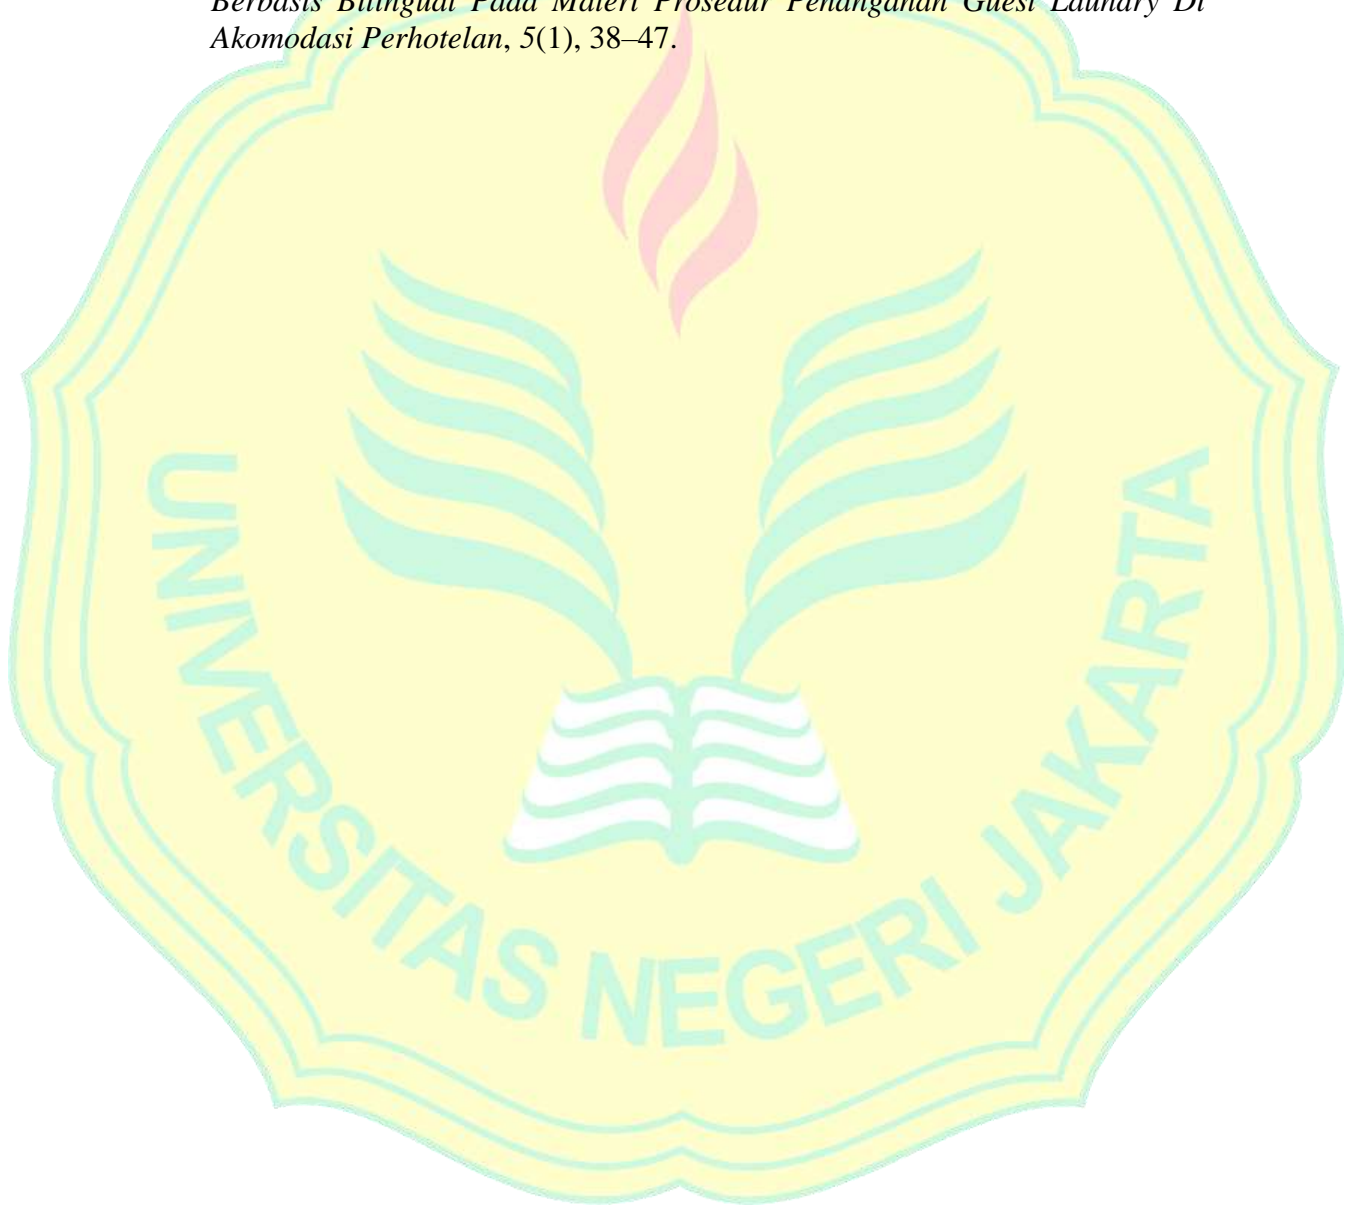 Berbasis Bilingual Pada Materi Prosedur Penanganan Guest Laundry Di
Akomodasi Perhotelan, 5(1), 38–47.
UNIVERSITAS NEGERI JAKARTA